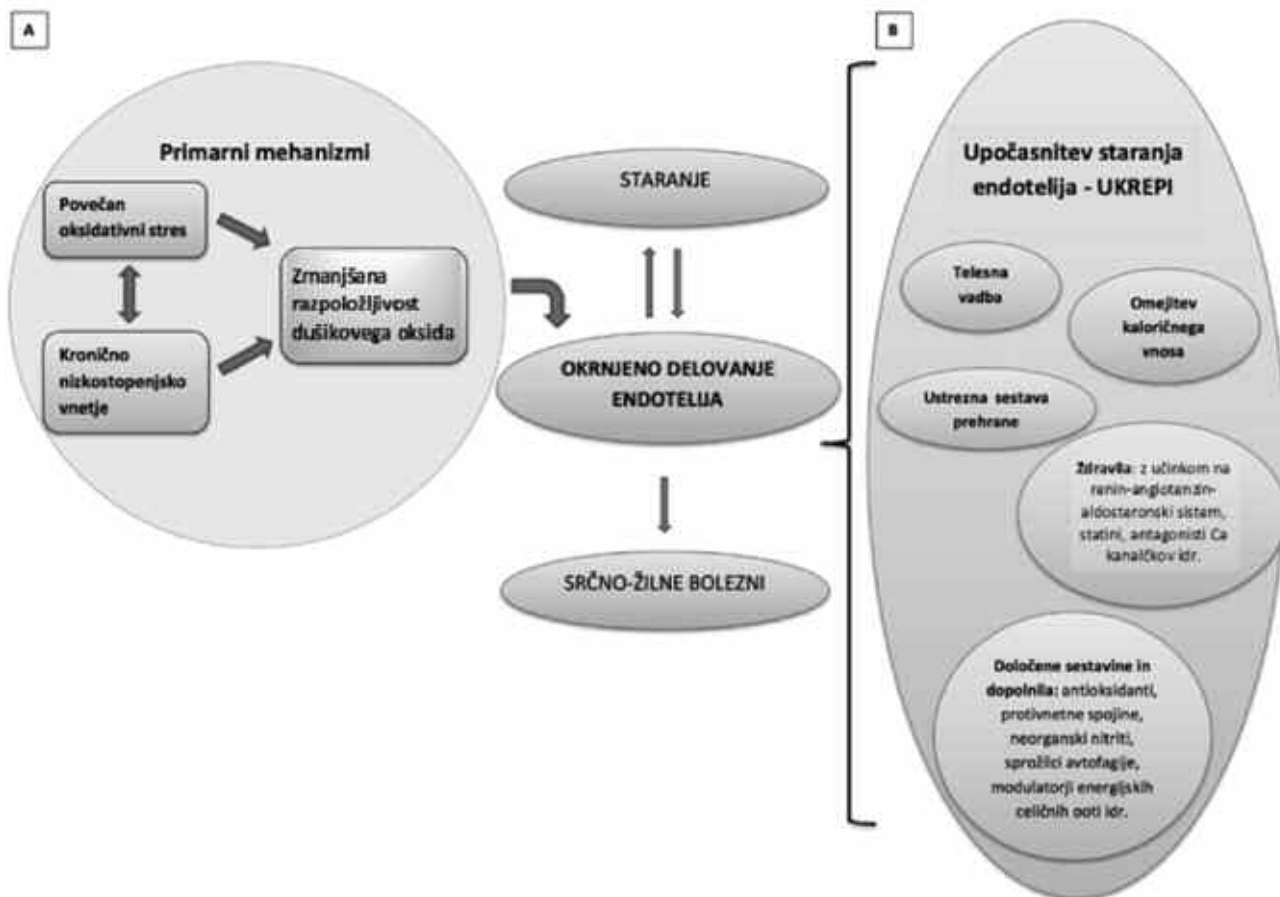 A
Primarni mehanizmi
Povečan
oksidativni stres
Kronično
nizkostopenjsko
vnetje
Zmanjšana
razpoložljivost
dušikovega oksida
STARANJE
OKRNJENO DELOVANJE
ENDOTELIJA
SRČNO-ŽILNE BOLEZNI
B
Upočasnitev staranja
endotelija - UKREPI
Telesna
vadba
Omejitev
kaloričnega
vnosa
Ustrezna sestava
prehrane
Zdravila: z učinkom na
renin-angiotenzin-
aldosteronski sistem,
statini, antagonisti Ca
kanalčkov idr.
Določene sestavine in
dopolnila: antioksidanti,
protivnetne spojine,
neorganski nitriti,
sprožilci avtofagije,
modulatorji energijskih
celičnih poti idr.